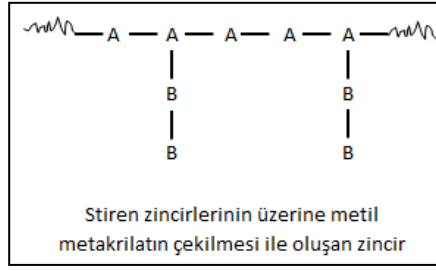 A A A A A
B B
B B
Stiren zincirlerinin üzerine metil
metakrilatın çekilmesi ile oluşan zincir